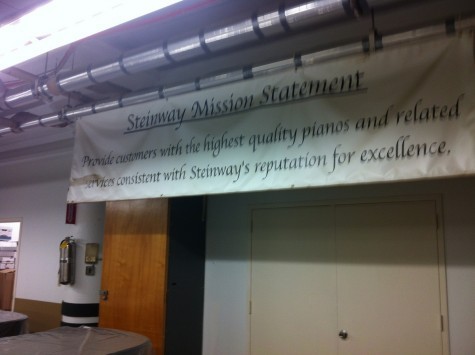 Steinway Mission Statement
Provide customers with the highest quality pianos and related
services consistent with Steinway's reputation for excellence.